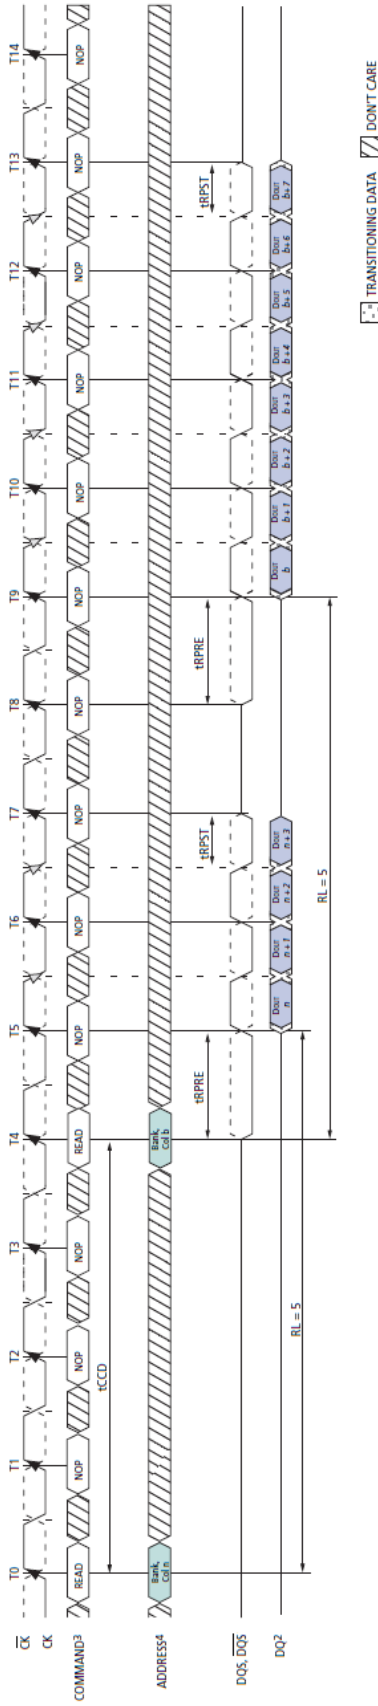 T0 T1 T2 T3 T4 T5 T6 T7 T8 T9 T10 T11 T12 T13 T14
CK
CK
COMMAND3 READ NOP NOP NOP READ NOP NOP NOP NOP NOP NOP NOP NOP NOP NOP
tCCD
ADDRESS4 Bank, Col n Bank, Col b
tRPRE tRPST tRPRE tRPST
DQS, DQS
DQ2 DOUT n DOUT n+1 DOUT n+2 DOUT n+3 DOUT b DOUT b+1 DOUT b+2 DOUT b+3 DOUT b+4 DOUT b+5 DOUT b+6 DOUT b+7
RL = 5
RL = 5
TRANSITIONING DATA DON'T CARE